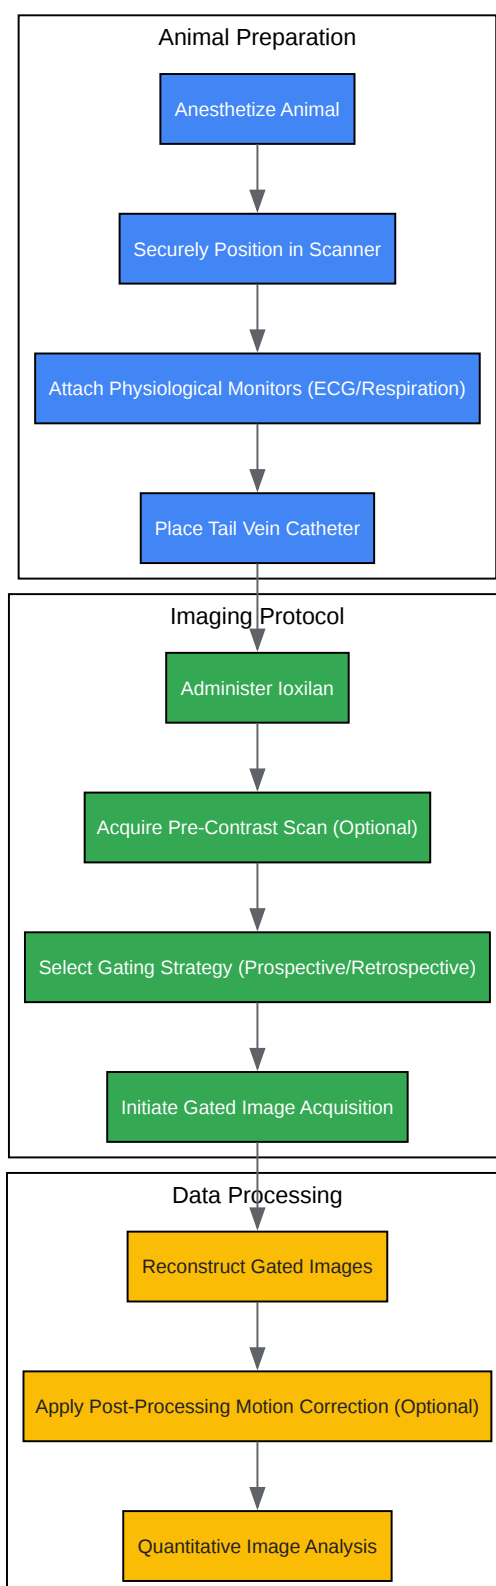 Animal Preparation
Anesthetize Animal
Securely Position in Scanner
Attach Physiological Monitors (ECG/Respiration)
Place Tail Vein Catheter
Imaging Protocol
Administer Ioxilan
Acquire Pre-Contrast Scan (Optional)
Select Gating Strategy (Prospective/Retrospective)
Initiate Gated Image Acquisition
Data Processing
Reconstruct Gated Images
Apply Post-Processing Motion Correction (Optional)
Quantitative Image Analysis